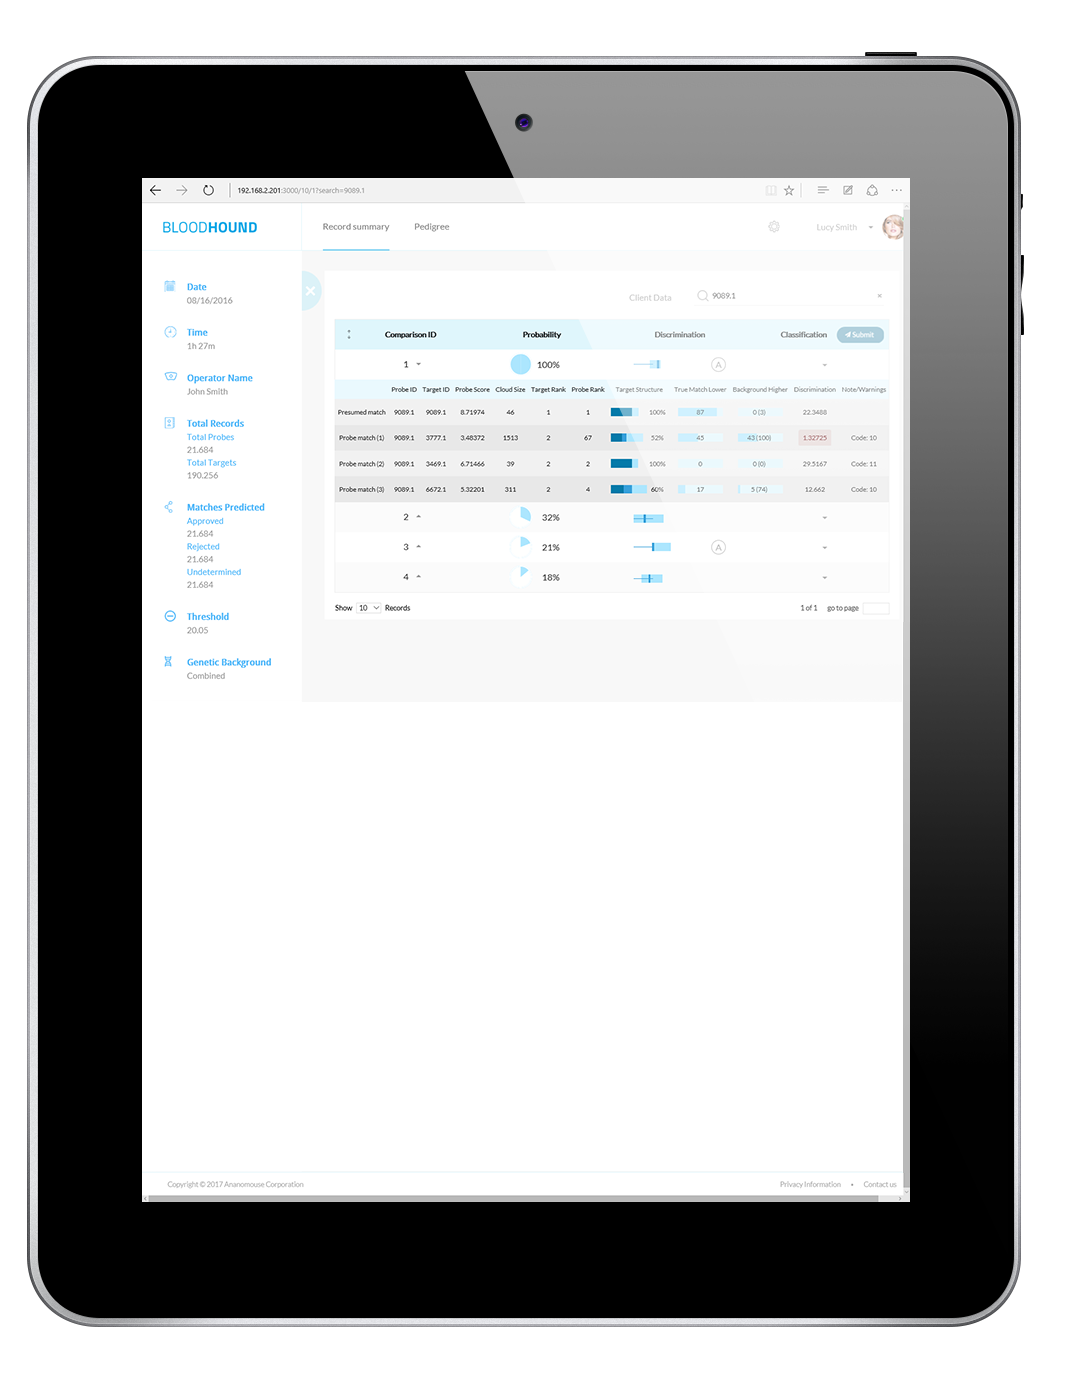 192.168.2.201:3000/10/1?search=9089.1
BLOODHOUND
Record summary Pedigree Lucy Smith
Date
08/16/2016
Time
1h 27m
Operator Name
John Smith
Total Records
Total Probes
21.684
Total Targets
190.256
Matches Predicted
Approved
21.684
Rejected
21.684
Undetermined
21.684
Threshold
20.05
Genetic Background
Combined
Client Data 9089.1
Comparison ID Probability Discrimination Classification Submit
1 100% A
Probe ID Target ID Probe Score Cloud Size Target Rank Probe Rank Target Structure True Match Lower Background Higher Discrimination Note/Warnings
Presumed match 9089.1 9089.1 8.71974 46 1 1 100% 87 0 (3) 22.3488
Probe match (1) 9089.1 3777.1 3.48372 1513 2 67 52% 45 43 (100) 1.32725 Code: 10
Probe match (2) 9089.1 3469.1 6.71466 39 2 2 100% 0 0 (0) 29.5167 Code: 11
Probe match (3) 9089.1 6672.1 5.32201 311 2 4 60% 17 5 (74) 12.662 Code: 10
2 32%
3 21% A
4 18%
Show 10 Records 1 of 1 go to page
Copyright © 2017 Ananomouse Corporation Privacy Information • Contact us